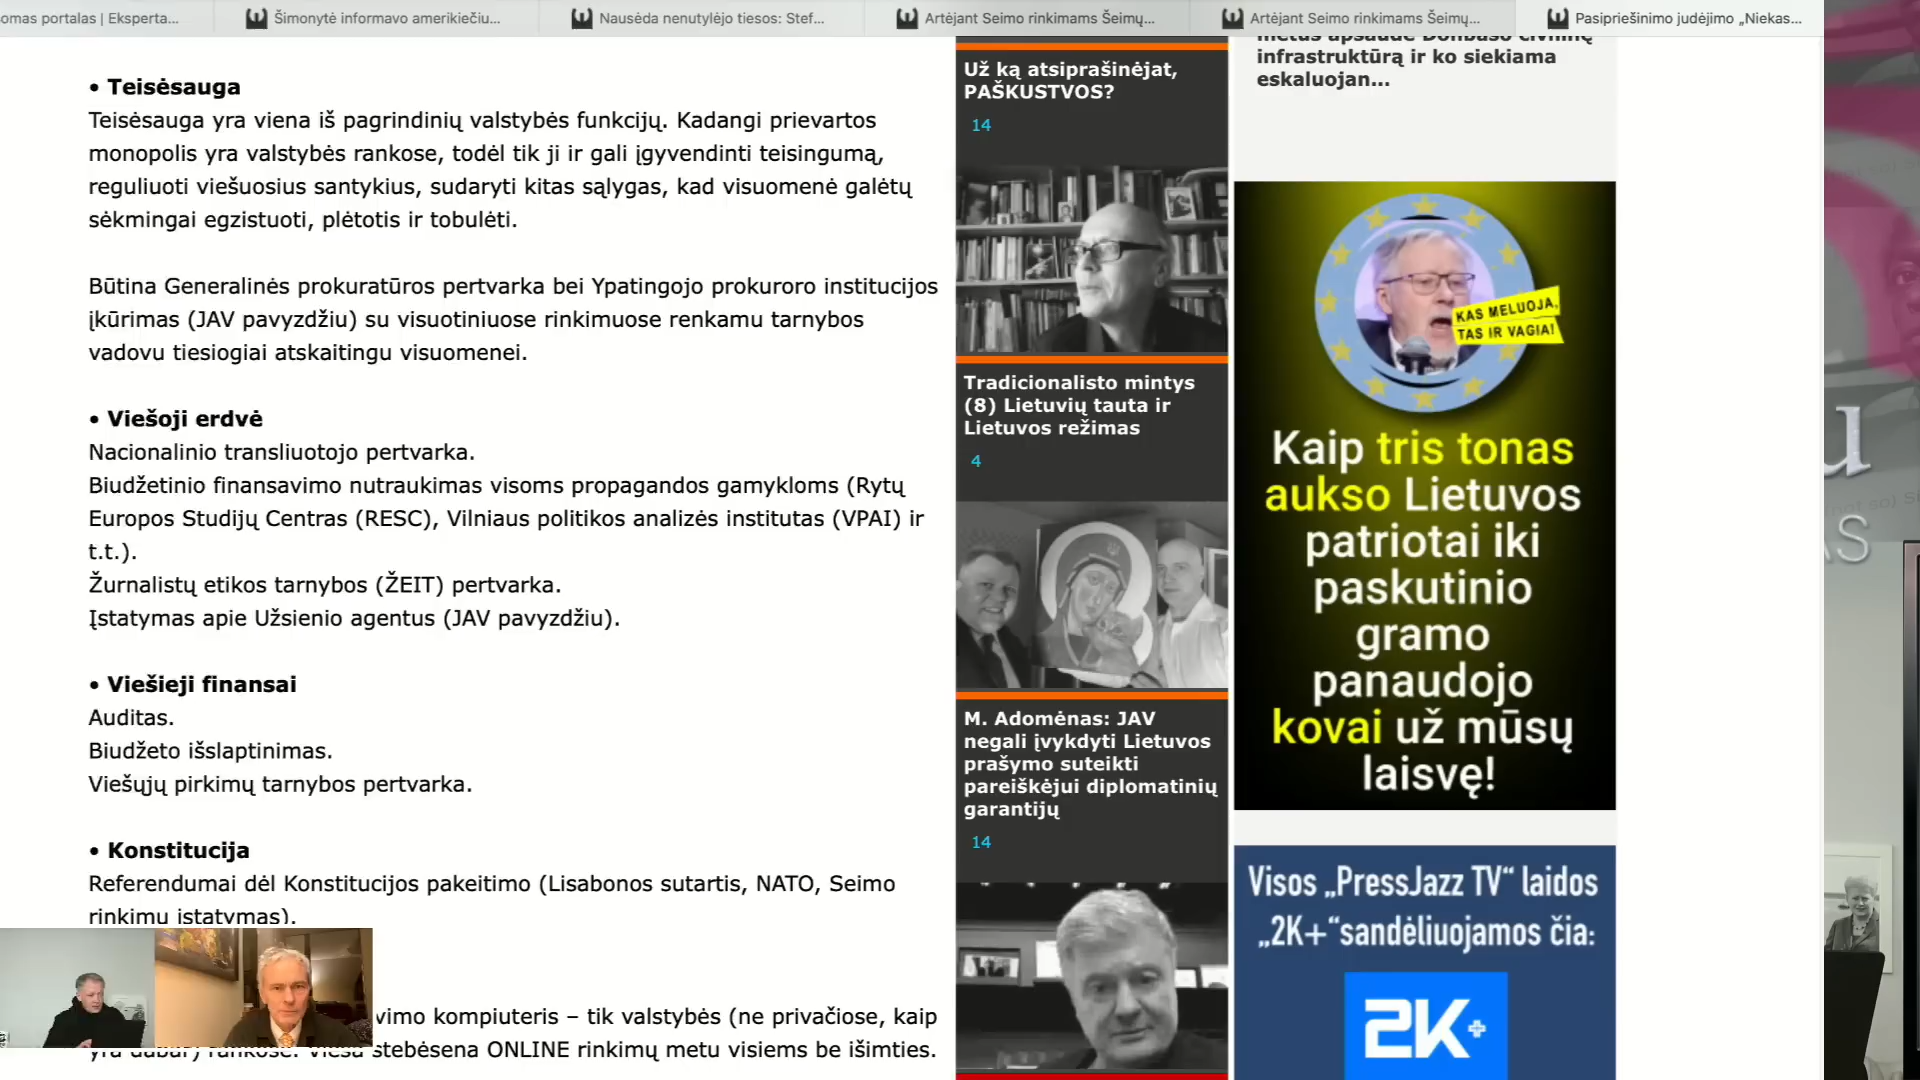 somas portalas | Eksperta...
Šimonytė informavo amerikiečiu...
Nausėda nenutylėjo tiesos: Stef...
Artėjant Seimo rinkimams Šeimų...
Artėjant Seimo rinkimams Šeimų...
Pasipriešinimo judėjimo „Niekas...
• Teisėsauga
Teisėsauga yra viena iš pagrindinių valstybės funkcijų. Kadangi prievartos
monopolis yra valstybės rankose, todėl tik ji ir gali įgyvendinti teisingumą,
reguliuoti viešuosius santykius, sudaryti kitas sąlygas, kad visuomenė galėtų
sėkmingai egzistuoti, plėtotis ir tobulėti.
Būtina Generalinės prokuratūros pertvarka bei Ypatingojo prokuroro institucijos
įkūrimas (JAV pavyzdžiu) su visuotiniuose rinkimuose renkamu tarnybos
vadovu tiesiogiai atskaitingu visuomenei.
• Viešoji erdvė
Nacionalinio transliuotojo pertvarka.
Biudžetinio finansavimo nutraukimas visoms propagandos gamykloms (Rytų
Europos Studijų Centras (RESC), Vilniaus politikos analizės institutas (VPAI) ir
t.t.).
Žurnalistų etikos tarnybos (ŽEIT) pertvarka.
Įstatymas apie Užsienio agentus (JAV pavyzdžiu).
• Viešieji finansai
Auditas.
Biudžeto išslaptinimas.
Viešųjų pirkimų tarnybos pertvarka.
• Konstitucija
Referendumai dėl Konstitucijos pakeitimo (Lisabonos sutartis, NATO, Seimo
rinkimų įstatymas).
vimo kompiuteris – tik valstybės (ne privačiose, kaip
yra dabar) rankose. Vieša stebėsena ONLINE rinkimų metu visiems be išimties.
Už ką atsiprašinėjat,
PAŠKUSTVOS?
14
Tradicionalisto mintys
(8) Lietuvių tauta ir
Lietuvos režimas
4
M. Adomėnas: JAV
negali įvykdyti Lietuvos
prašymo suteikti
pareiškėjui diplomatinių
garantijų
14
metus apšaudė Donbaso civilinę
infrastruktūrą ir ko siekiama
eskaluojan...
KAS MELUOJA,
TAS IR VAGIA!
Kaip tris tonas
aukso Lietuvos
patriotai iki
paskutinio
gramo
panaudojo
kovai už mūsų
laisvę!
Visos „PressJazz TV“ laidos
„2K+“sandėliuojamos čia:
2K+
u
AS